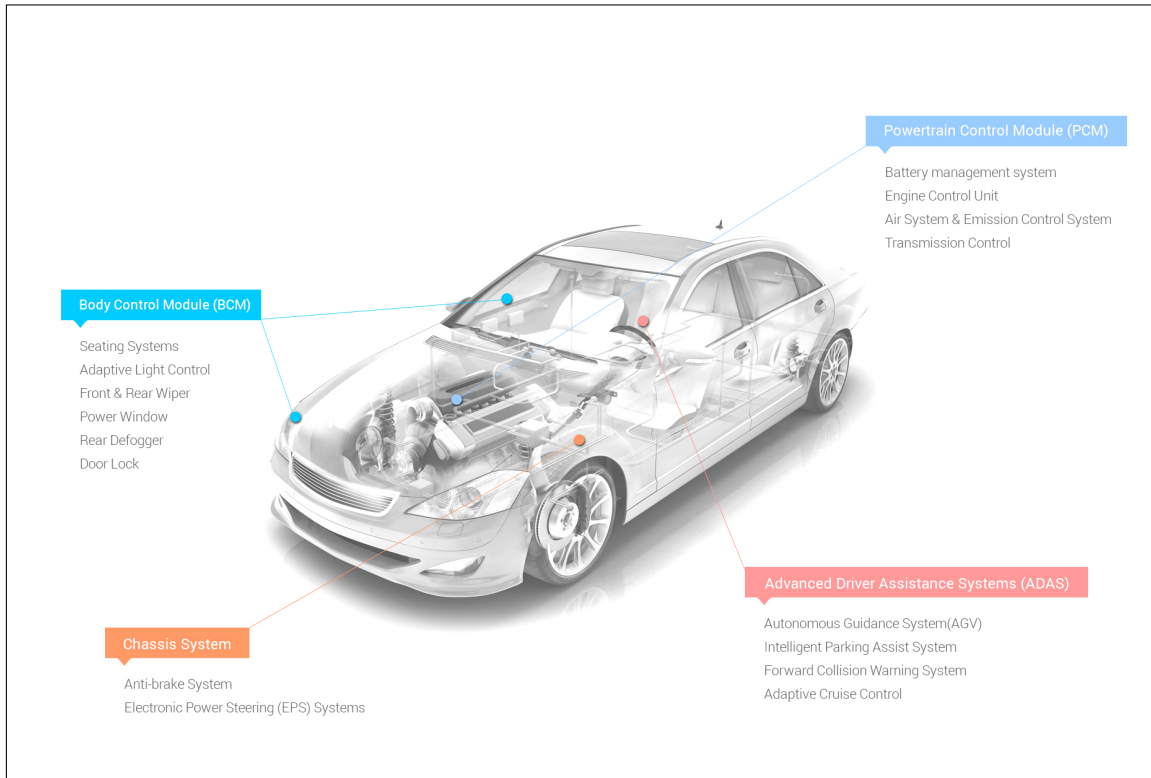 Powertrain Control Module (PCM)
Battery management system
Engine Control Unit
Air System & Emission Control System
Transmission Control
Body Control Module (BCM)
Seating Systems
Adaptive Light Control
Front & Rear Wiper
Power Window
Rear Defogger
Door Lock
Advanced Driver Assistance Systems (ADAS)
Autonomous Guidance System(AGV)
Intelligent Parking Assist System
Forward Collision Warning System
Adaptive Cruise Control
Chassis System
Anti-brake System
Electronic Power Steering (EPS) Systems